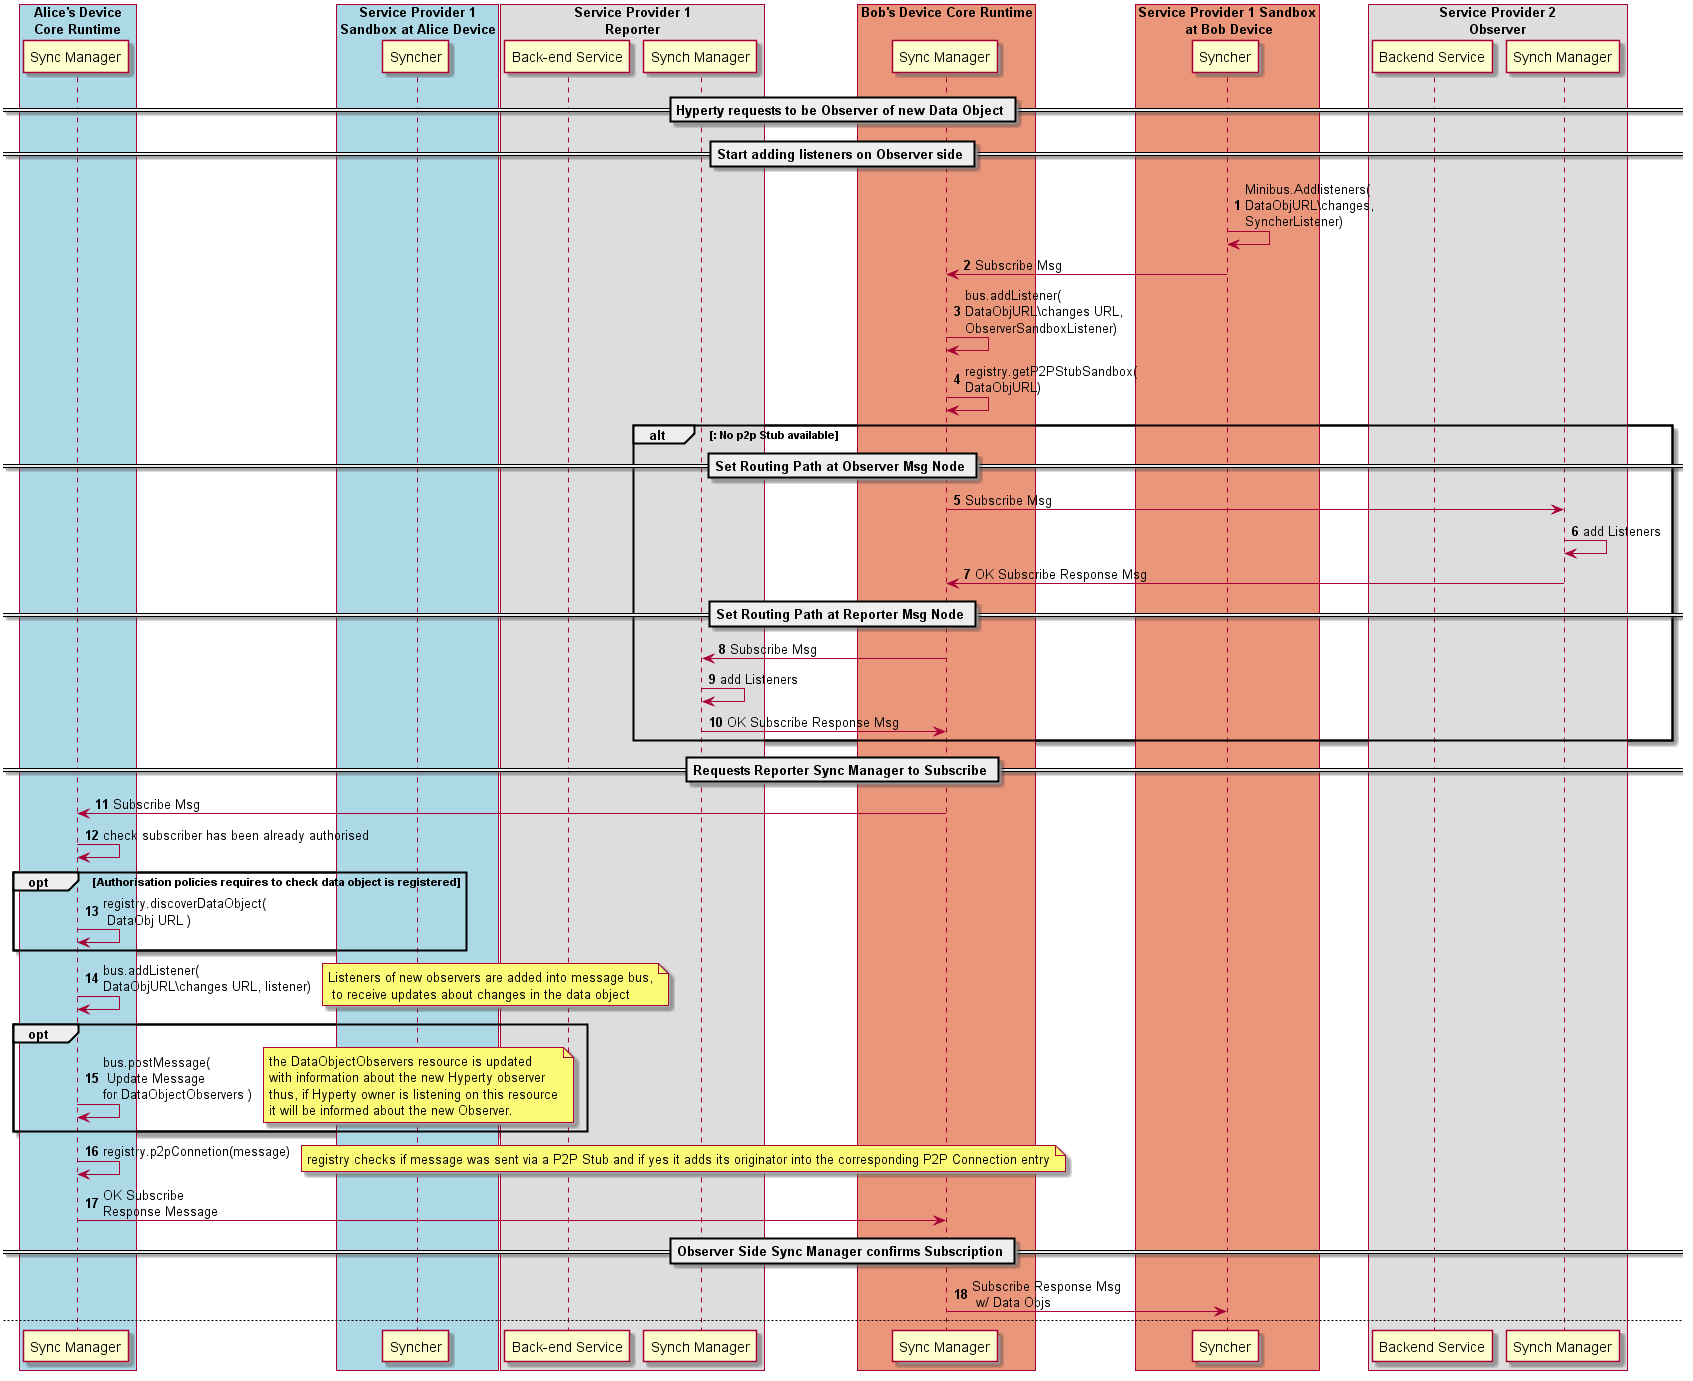 Alice's Device
Core Runtime
Service Provider 1
Sandbox at Alice Device
Service Provider 1
Reporter
Bob's Device Core Runtime
Service Provider 1 Sandbox
at Bob Device
Service Provider 2
Observer
Sync Manager
Syncher
Back-end Service
Synch Manager
Sync Manager
Syncher
Backend Service
Synch Manager
Hyperty requests to be Observer of new Data Object
Start adding listeners on Observer side
Minibus.Addlisteners(
1 DataObjURL\changes,
SyncherListener)
2 Subscribe Msg
bus.addListener(
3 DataObjURL\changes URL,
ObserverSandboxListener)
registry.getP2PStubSandbox(
4 DataObjURL)
alt [: No p2p Stub available]
Set Routing Path at Observer Msg Node
5 Subscribe Msg
6 add Listeners
7 OK Subscribe Response Msg
Set Routing Path at Reporter Msg Node
8 Subscribe Msg
9 add Listeners
10 OK Subscribe Response Msg
Requests Reporter Sync Manager to Subscribe
11 Subscribe Msg
12 check subscriber has been already authorised
opt [Authorisation policies requires to check data object is registered]
13 registry.discoverDataObject(
DataObj URL )
14 bus.addListener(
DataObjURL\changes URL, listener)
Listeners of new observers are added into message bus,
to receive updates about changes in the data object
opt
bus.postMessage(
15 Update Message
for DataObjectObservers )
the DataObjectObservers resource is updated
with information about the new Hyperty observer
thus, if Hyperty owner is listening on this resource
it will be informed about the new Observer.
16 registry.p2pConnetion(message)
registry checks if message was sent via a P2P Stub and if yes it adds its originator into the corresponding P2P Connection entry
17 OK Subscribe
Response Message
Observer Side Sync Manager confirms Subscription
18 Subscribe Response Msg
w/ Data Objs
Sync Manager
Syncher
Back-end Service
Synch Manager
Sync Manager
Syncher
Backend Service
Synch Manager